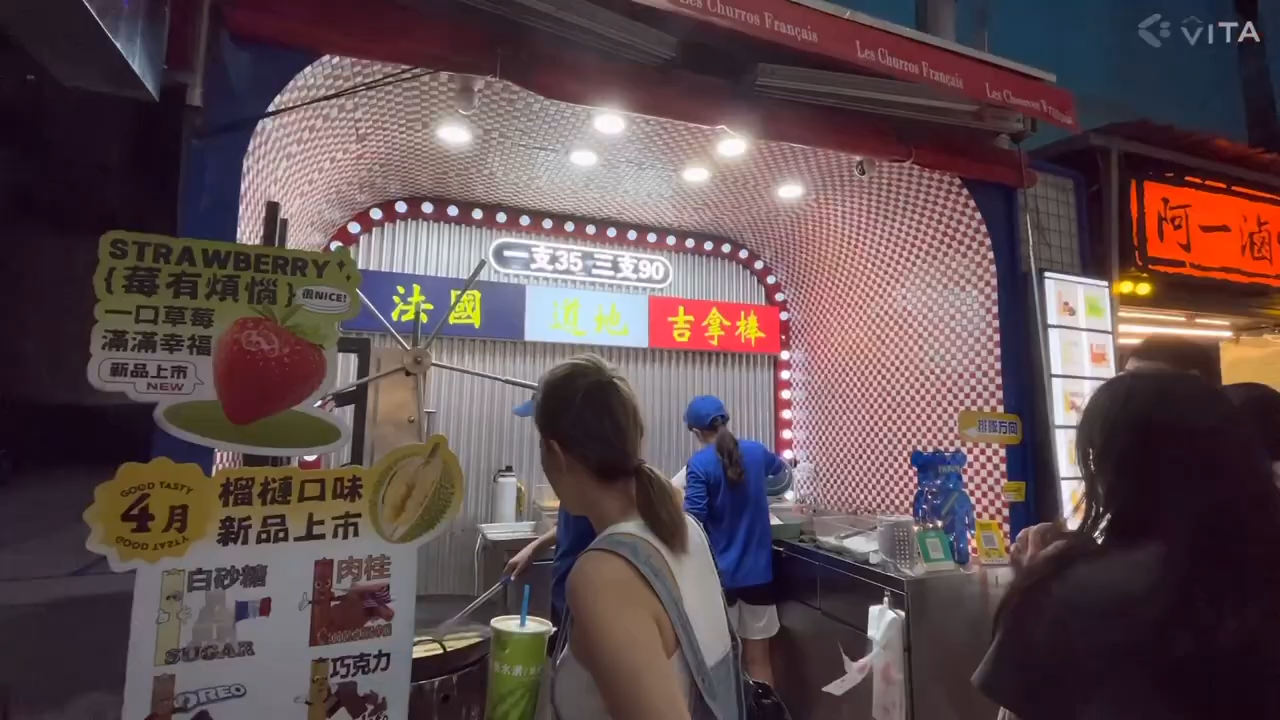 Les Churros Français
Les Churros Français
VITA
一支35 三支90
法國
道地
吉拿棒
阿一滷
STRAWBERRY
{莓有煩惱}
很NICE!
一口草莓
滿滿幸福
新品上市
NEW
GOOD TASTY
4月
GOOD TASTY
榴槤口味
新品上市
白砂糖
SUGAR
肉桂
OREO
巧克力
排隊方向